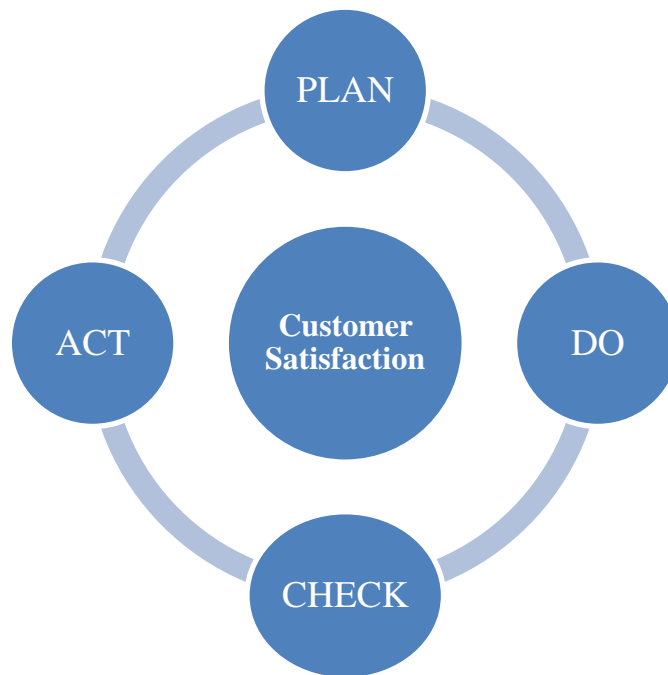 PLAN
ACT
Customer
Satisfaction
DO
CHECK